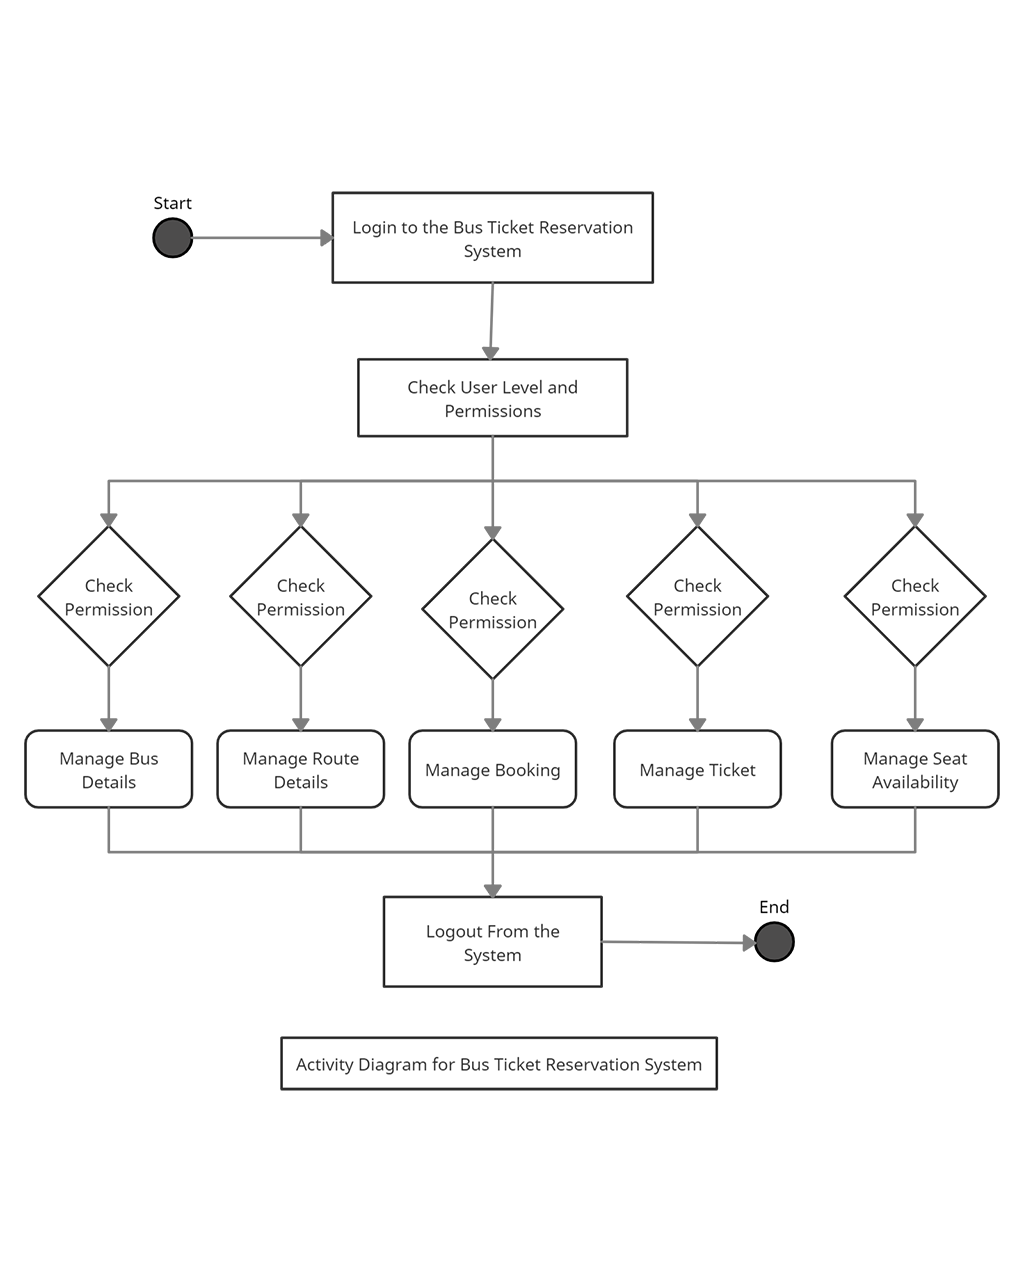 Start
Login to the Bus Ticket Reservation
System
Check User Level and
Permissions
Check
Permission
Check
Permission
Check
Permission
Check
Permission
Check
Permission
Manage Bus
Details
Manage Route
Details
Manage Booking
Manage Ticket
Manage Seat
Availability
Logout From the
System
End
Activity Diagram for Bus Ticket Reservation System